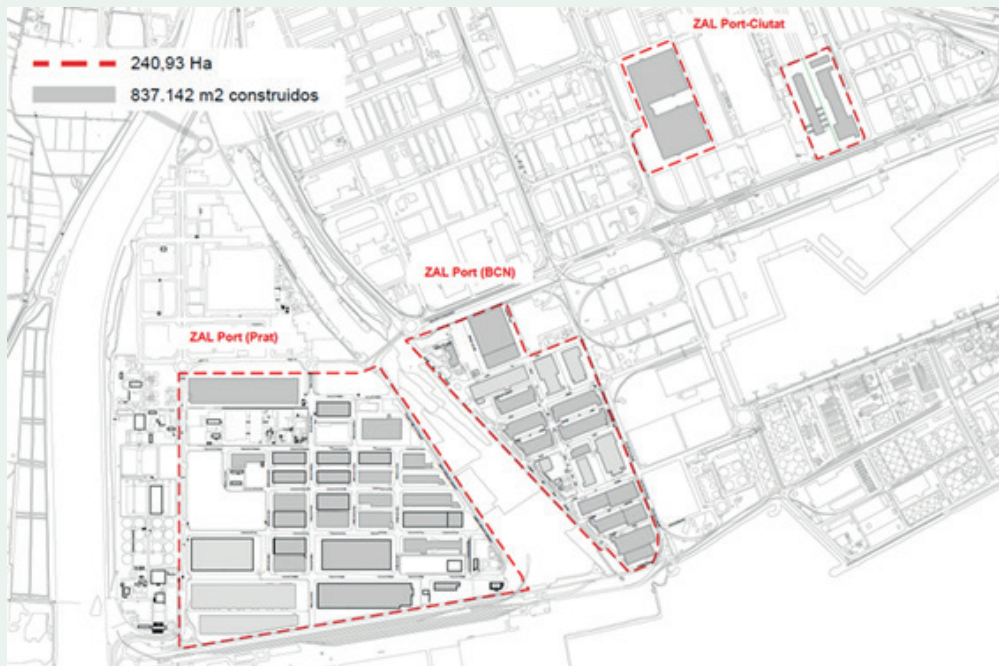 ZAL Port-Ciutat
240,93 Ha
837.142 m2 construidos
ZAL Port (BCN)
ZAL Port (Prat)